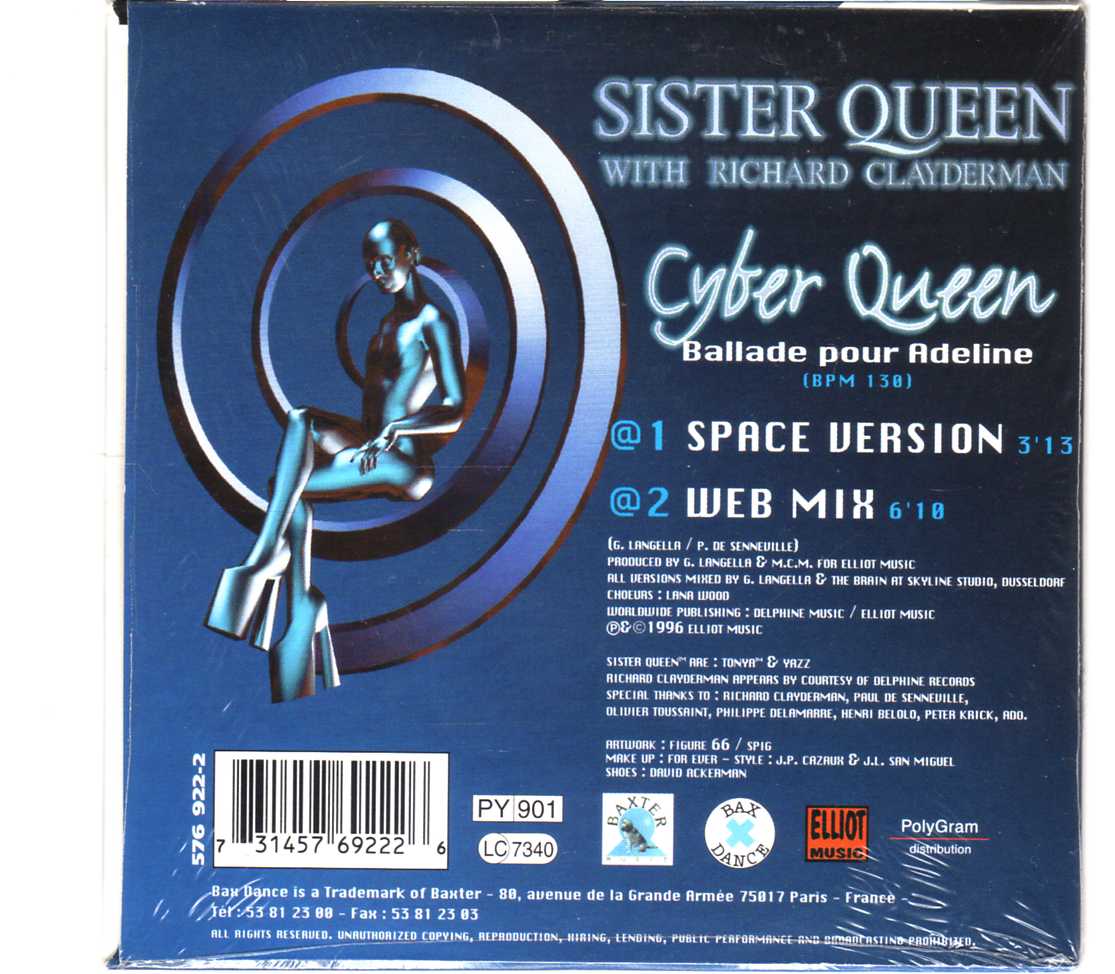 SISTER QUEEN
WITH RICHARD CLAYDERMAN
Cyber Queen
Ballade pour Adeline
(BPM 130)
@1 SPACE VERSION 3'13
@2 WEB MIX 6'10
(G. LANGELLA / P. DE SENNEVILLE)
PRODUCED BY G. LANGELLA & M.C.M. FOR ELLIOT MUSIC
ALL VERSIONS MIXED BY G. LANGELLA & THE BRAIN AT SKYLINE STUDIO, DUSSELDORF
CHOEURS : LANA WOOD
WORLDWIDE PUBLISHING : DELPHINE MUSIC / ELLIOT MUSIC
℗&©1996 ELLIOT MUSIC
SISTER QUEEN™ ARE : TONYA™ & YAZZ
RICHARD CLAYDERMAN APPEARS BY COURTESY OF DELPHINE RECORDS
SPECIAL THANKS TO : RICHARD CLAYDERMAN, PAUL DE SENNEVILLE,
OLIVIER TOUSSAINT, PHILIPPE DELAMARRE, HENRI BELOLO, PETER KRICK, ADO.
ARTWORK : FIGURE 66 / SPIG
MAKE UP : FOR EVER - STYLE : J.P. CAZAUX & J.L. SAN MIGUEL
SHOES : DAVID ACKERMAN
576 922-2
7 31457 69222 6
PY 901
LC 7340
BAXTER
MUSIC
BAX
DANCE
ELLIOT
MUSIC
PolyGram
distribution
Bax Dance is a Trademark of Baxter - 80, avenue de la Grande Armée 75017 Paris - France -
Tél : 53 81 23 00 - Fax : 53 81 23 03
ALL RIGHTS RESERVED. UNAUTHORIZED COPYING, REPRODUCTION, HIRING, LENDING, PUBLIC PERFORMANCE AND BROADCASTING PROHIBITED.